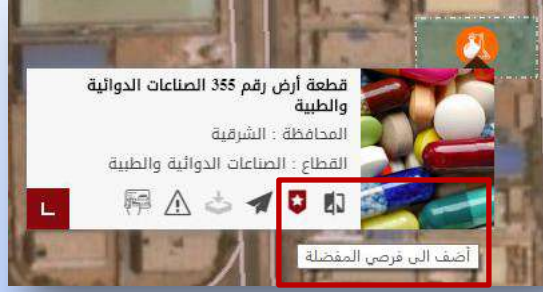 قطعة أرض رقم 355 الصناعات الدوائية
والطبية
المحافظة : الشرقية
القطاع : الصناعات الدوائية والطبية
أضف الى فرصي المفضلة